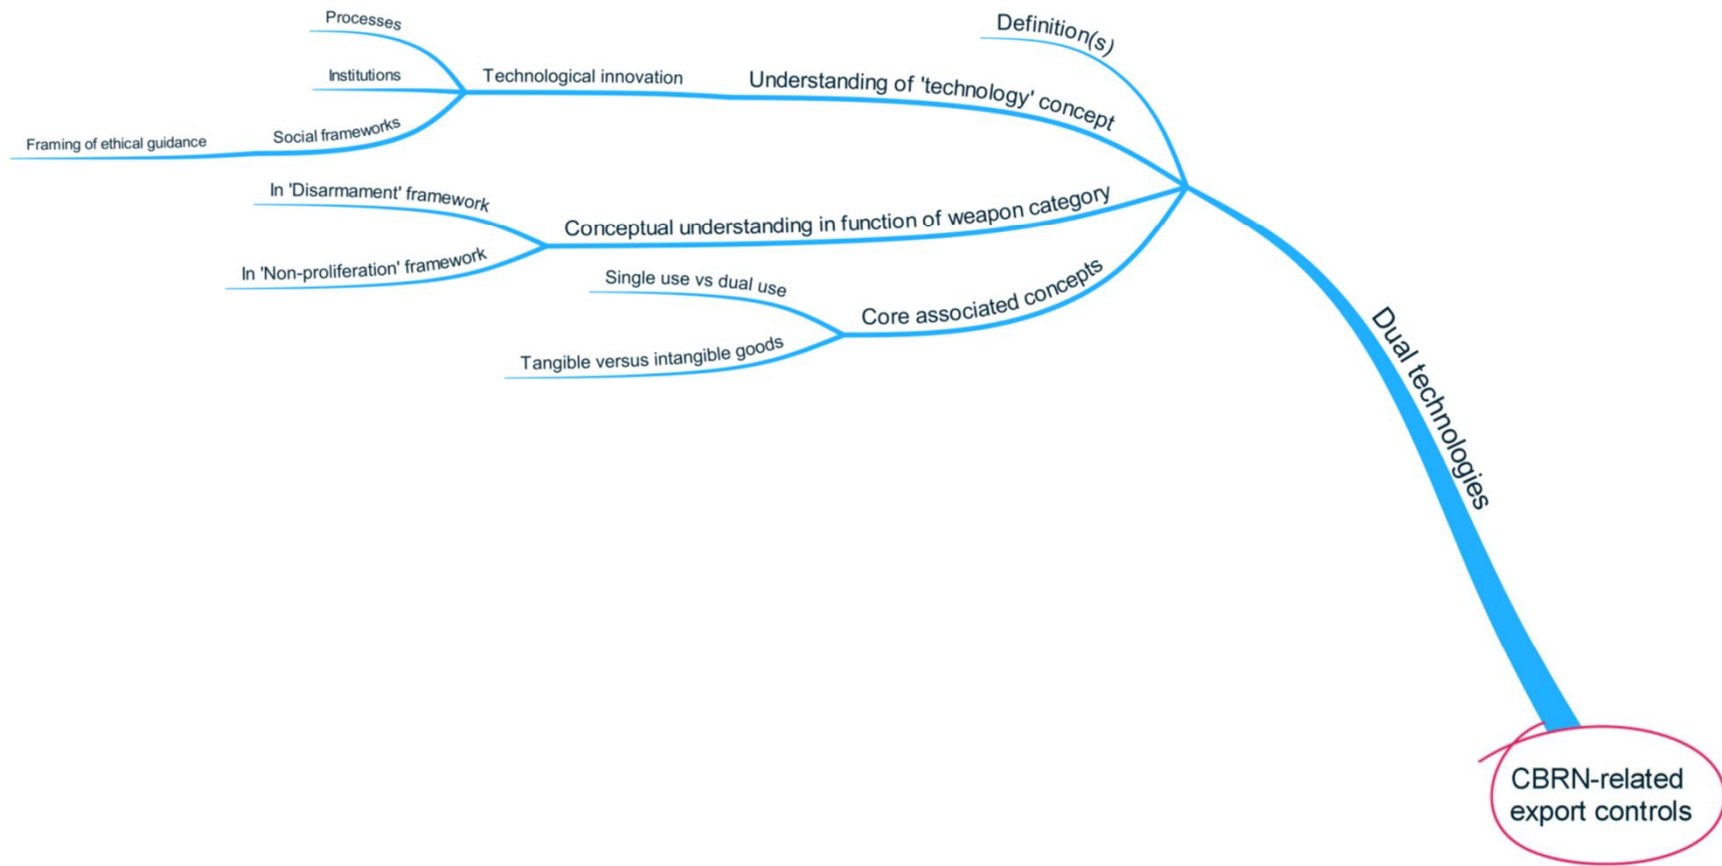 Processes
Definition(s)
Institutions
Technological innovation
Understanding of 'technology' concept
Social frameworks
Framing of ethical guidance
In 'Disarmament' framework
Conceptual understanding in function of weapon category
In 'Non-proliferation' framework
Single use vs dual use
Core associated concepts
Tangible versus intangible goods
Dual technologies
CBRN-related
export controls